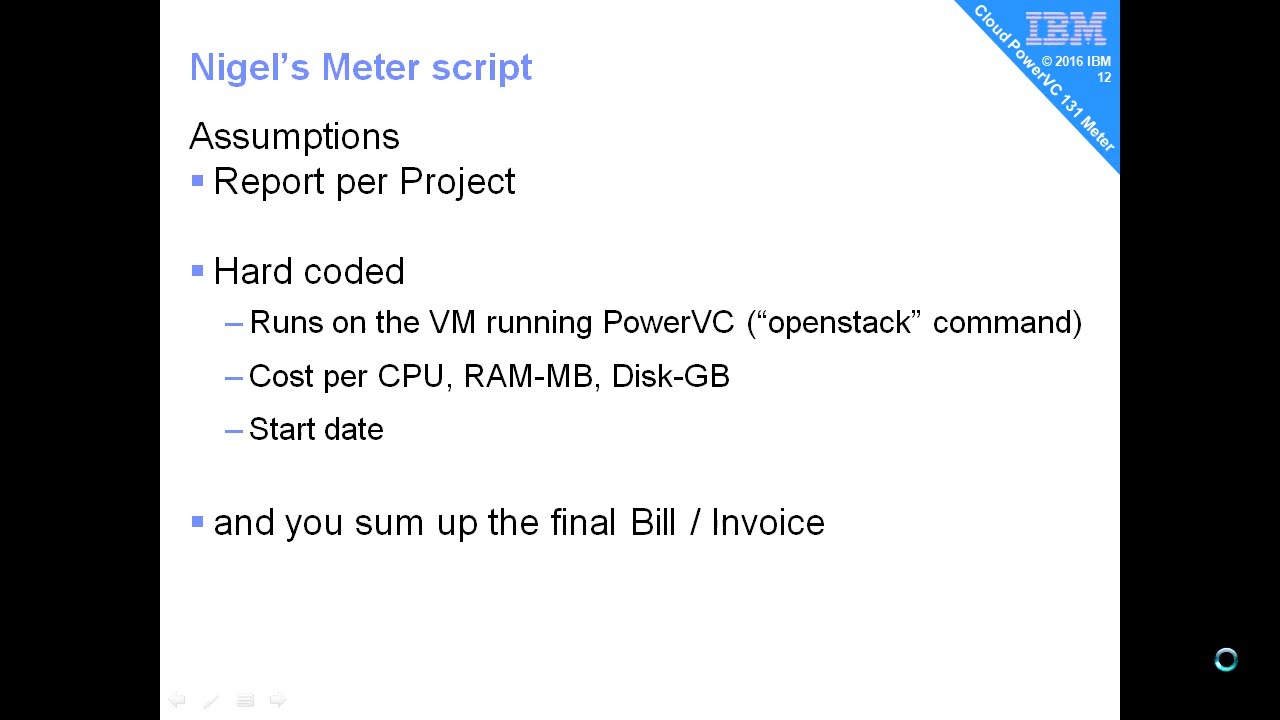 Nigel’s Meter script
Cloud PowerVC 131 Meter
IBM
© 2016 IBM
12
Assumptions
Report per Project
Hard coded
– Runs on the VM running PowerVC (“openstack” command)
– Cost per CPU, RAM-MB, Disk-GB
– Start date
and you sum up the final Bill / Invoice